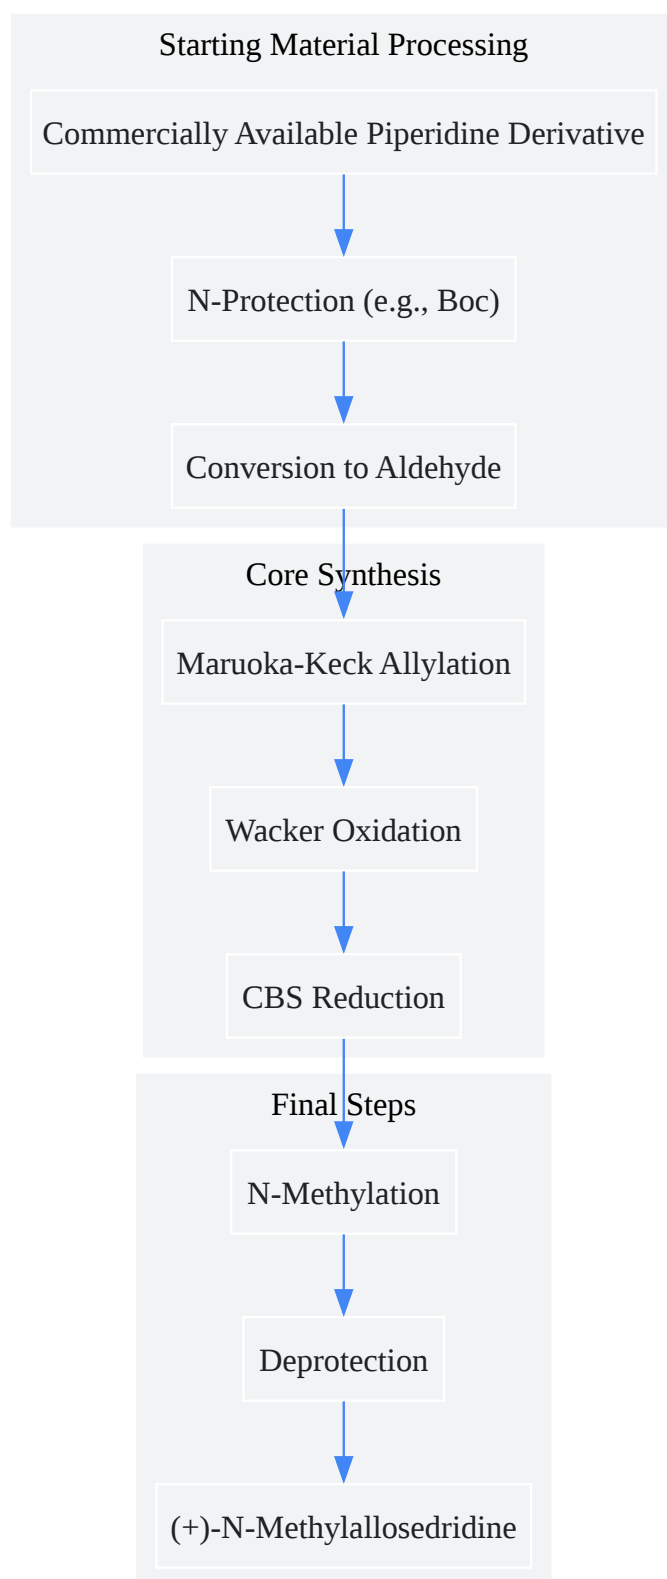 Starting Material Processing
Commercially Available Piperidine Derivative
N-Protection (e.g., Boc)
Conversion to Aldehyde
Core Synthesis
Maruoka-Keck Allylation
Wacker Oxidation
CBS Reduction
Final Steps
N-Methylation
Deprotection
(+)-N-Methylallosedridine